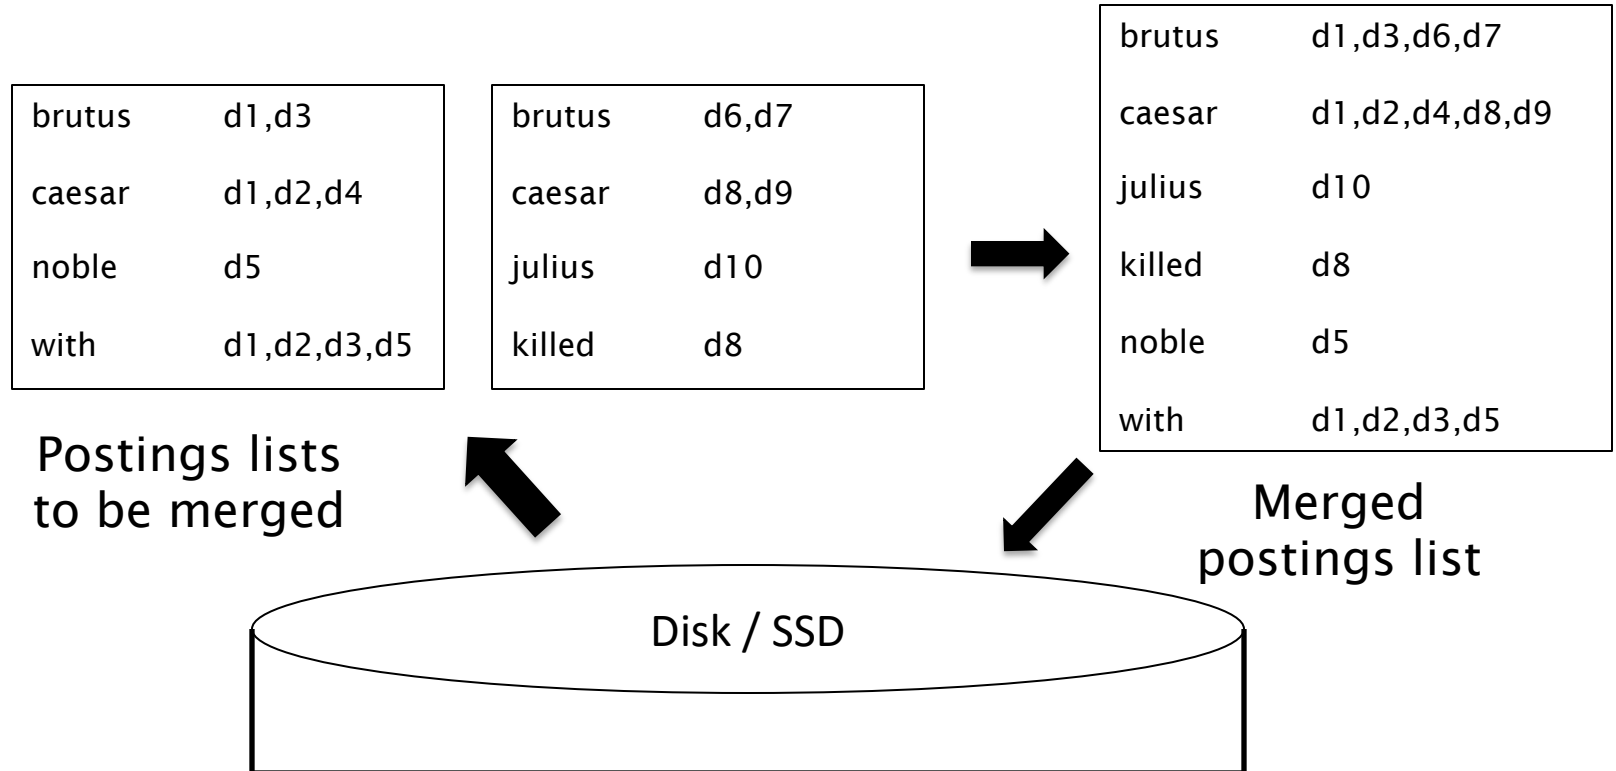 brutus d1,d3
caesar d1,d2,d4
noble d5
with d1,d2,d3,d5
brutus d6,d7
caesar d8,d9
julius d10
killed d8
brutus d1,d3,d6,d7
caesar d1,d2,d4,d8,d9
julius d10
killed d8
noble d5
with d1,d2,d3,d5
Postings lists
to be merged
Merged
postings list
Disk / SSD